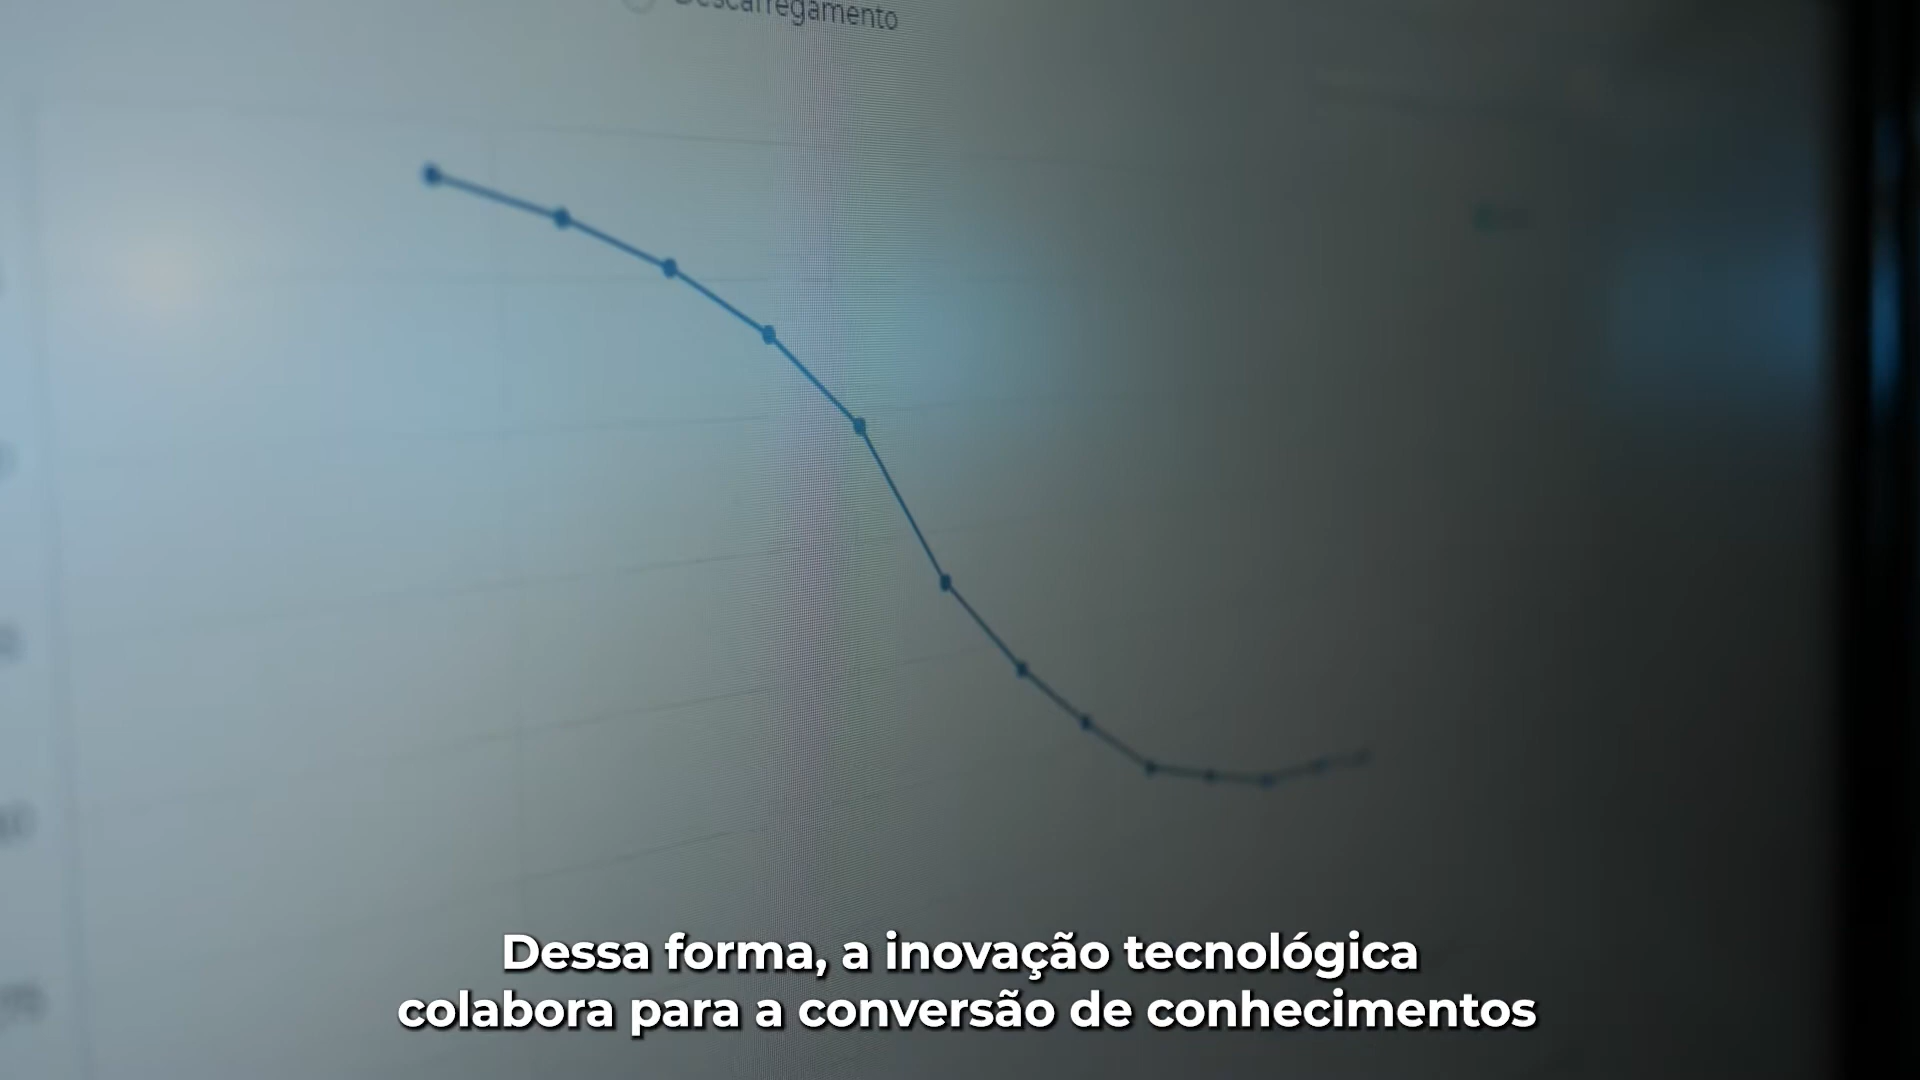 Descarregamento
Dessa forma, a inovação tecnológica
colabora para a conversão de conhecimentos